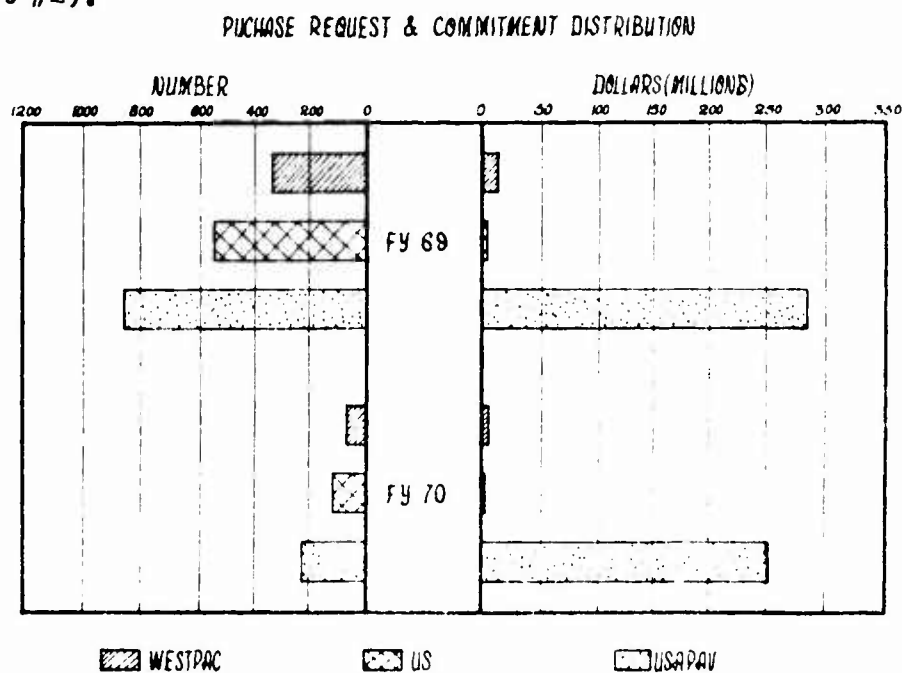 PUCHASE REQUEST & COMMITMENT DISTRIBUTION
NUMBER DOLLARS (MILLIONS)
1200 1000 800 600 400 200 0 0 50 100 150 200 250 300 350
FY 69
FY 70
WESTPAC US USAPAV